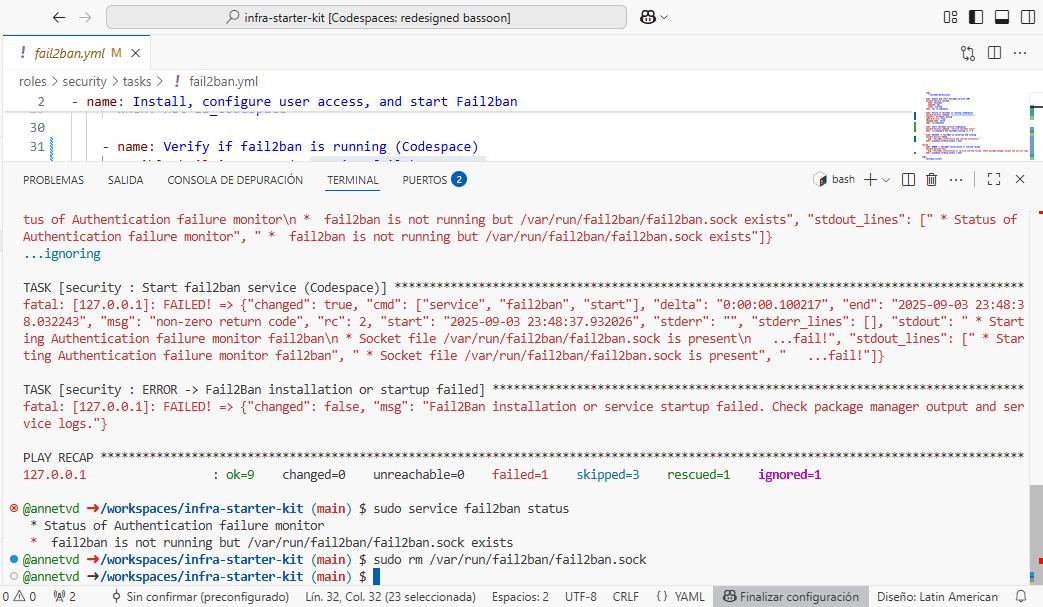 infra-starter-kit [Codespaces: redesigned bassoon]
! fail2ban.yml M
roles > security > tasks > ! fail2ban.yml
2 - name: Install, configure user access, and start Fail2ban
30
31 - name: Verify if fail2ban is running (Codespace)
PROBLEMAS SALIDA CONSOLA DE DEPURACIÓN TERMINAL PUERTOS 2 bash
tus of Authentication failure monitor\n *  fail2ban is not running but /var/run/fail2ban/fail2ban.sock exists", "stdout_lines": [" * Status of
Authentication failure monitor", " *  fail2ban is not running but /var/run/fail2ban/fail2ban.sock exists"]}
...ignoring
TASK [security : Start fail2ban service (Codespace)] ******************************************************************************************
fatal: [127.0.0.1]: FAILED! => {"changed": true, "cmd": ["service", "fail2ban", "start"], "delta": "0:00:00.100217", "end": "2025-09-03 23:48:3
8.032243", "msg": "non-zero return code", "rc": 2, "start": "2025-09-03 23:48:37.932026", "stderr": "", "stderr_lines": [], "stdout": " * Start
ing Authentication failure monitor fail2ban\n * Socket file /var/run/fail2ban/fail2ban.sock is present\n   ...fail!", "stdout_lines": [" * Star
ting Authentication failure monitor fail2ban", " * Socket file /var/run/fail2ban/fail2ban.sock is present", "   ...fail!"]}
TASK [security : ERROR -> Fail2Ban installation or startup failed] ****************************************************************************
fatal: [127.0.0.1]: FAILED! => {"changed": false, "msg": "Fail2Ban installation or service startup failed. Check package manager output and ser
vice logs."}
PLAY RECAP ************************************************************************************************************************************
127.0.0.1                  : ok=9    changed=0    unreachable=0    failed=1    skipped=3    rescued=1    ignored=1
@annetvd ➜/workspaces/infra-starter-kit (main) $ sudo service fail2ban status
* Status of Authentication failure monitor
*  fail2ban is not running but /var/run/fail2ban/fail2ban.sock exists
@annetvd ➜/workspaces/infra-starter-kit (main) $ sudo rm /var/run/fail2ban/fail2ban.sock
@annetvd ➜/workspaces/infra-starter-kit (main) $
0 0 2 Sin confirmar (preconfigurado) Lín. 32, Col. 32 (23 seleccionada) Espacios: 2 UTF-8 CRLF {} YAML Finalizar configuración Diseño: Latin American